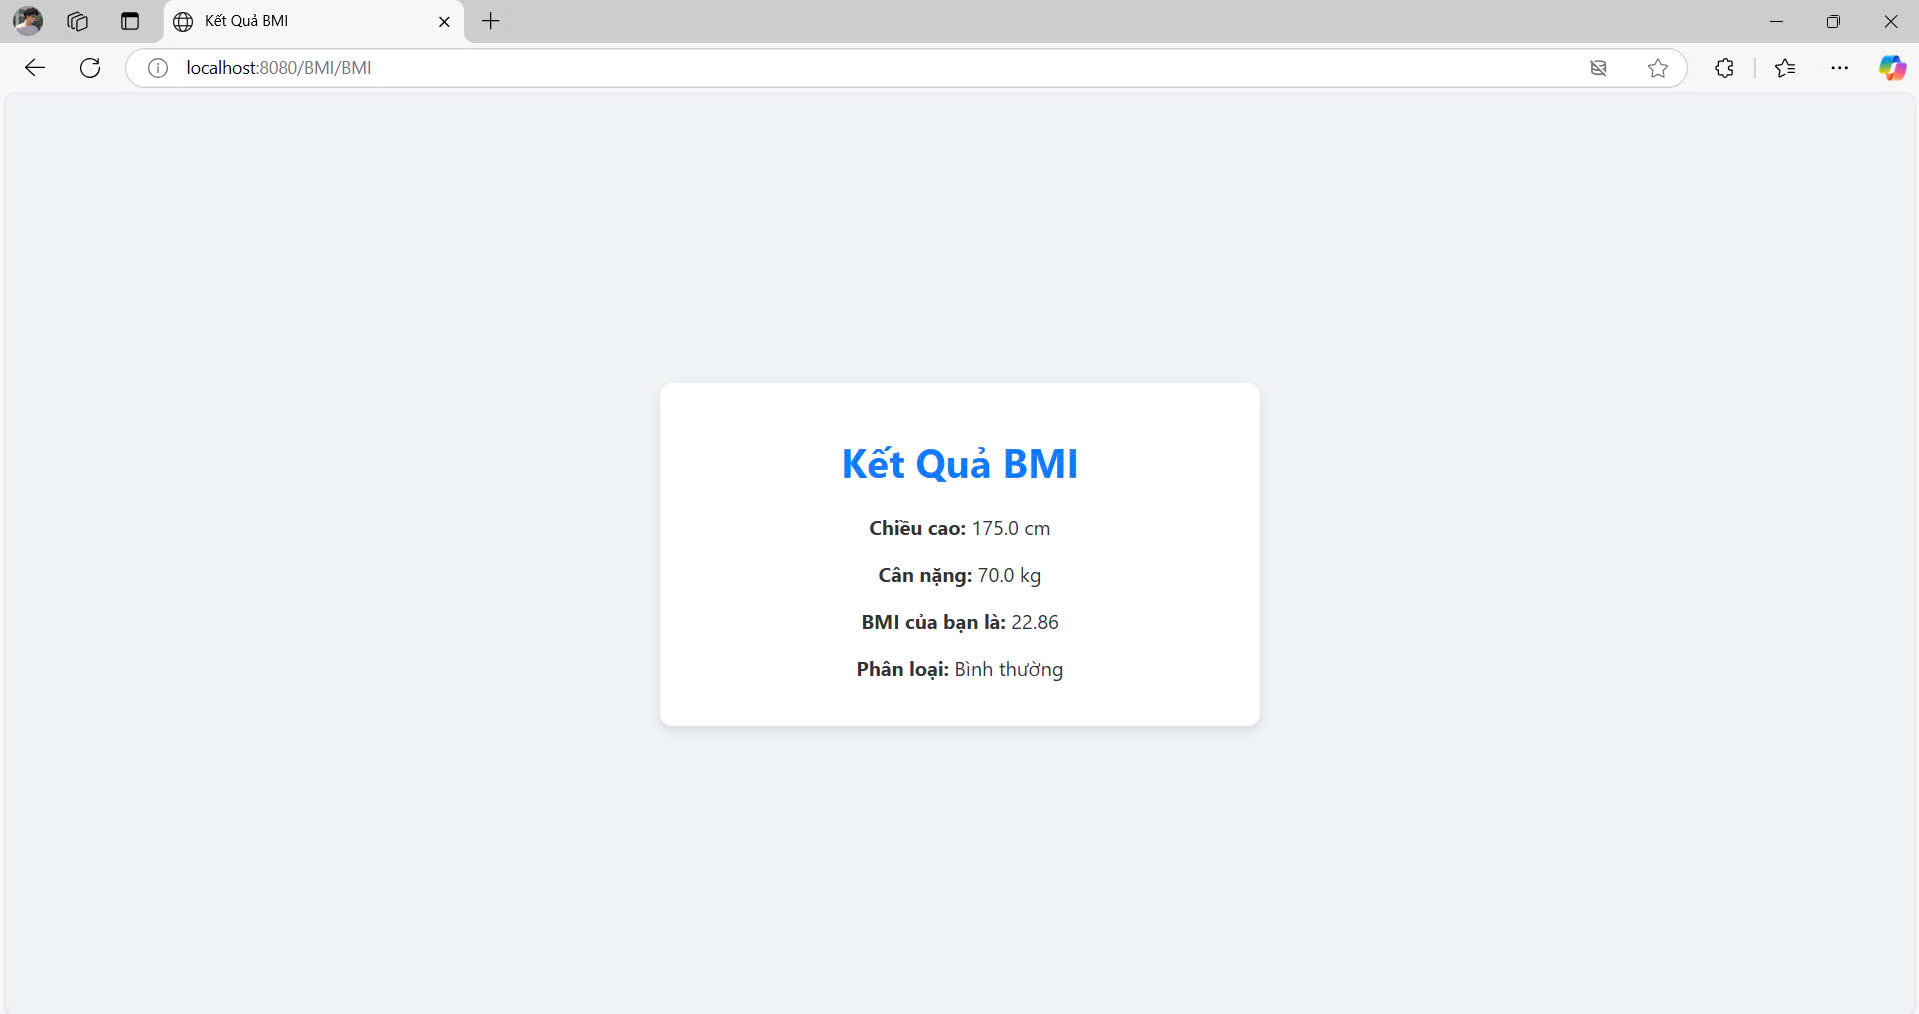 Kết Quả BMI
localhost:8080/BMI/BMI
Kết Quả BMI
Chiều cao: 175.0 cm
Cân nặng: 70.0 kg
BMI của bạn là: 22.86
Phân loại: Bình thường